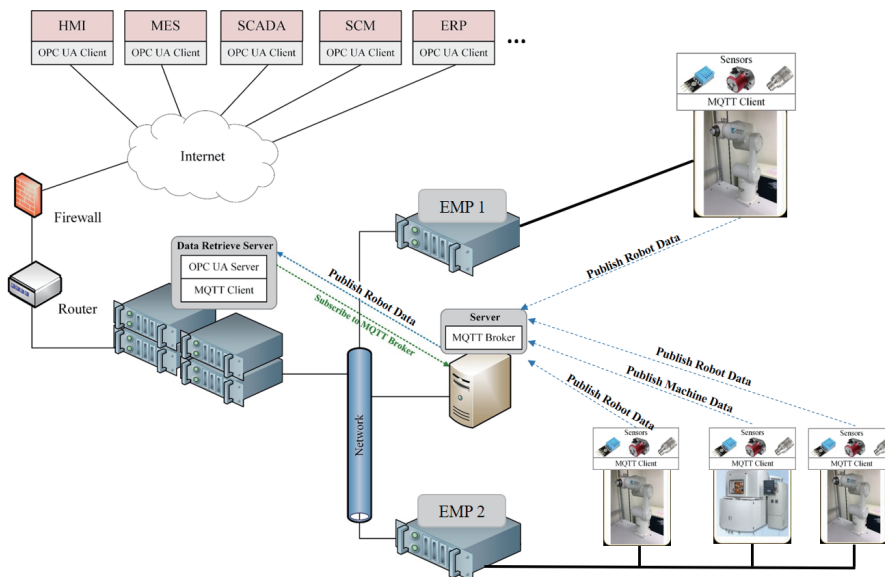 HMI
OPC UA Client
MES
OPC UA Client
SCADA
OPC UA Client
SCM
OPC UA Client
ERP
OPC UA Client
...
Internet
Firewall
Router
Data Retrieve Server
OPC UA Server
MQTT Client
Publish Robot Data
Subscribe to MQTT Broker
EMP 1
Sensors
MQTT Client
Publish Robot Data
Server
MQTT Broker
Publish Robot Data
Publish Machine Data
Publish Robot Data
Network
EMP 2
Sensors
MQTT Client
Sensors
MQTT Client
Sensors
MQTT Client